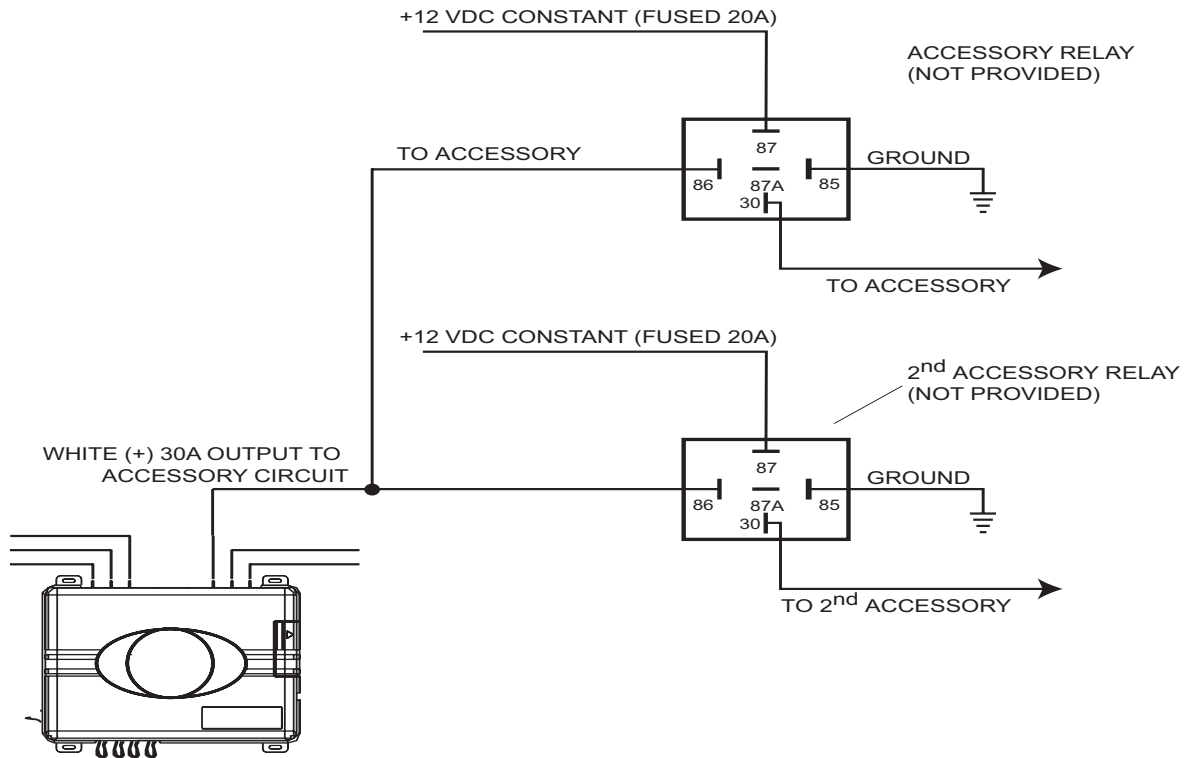 +12 VDC CONSTANT (FUSED 20A)
ACCESSORY RELAY
(NOT PROVIDED)
87
TO ACCESSORY
GROUND
86
87A
85
30
TO ACCESSORY
+12 VDC CONSTANT (FUSED 20A)
2nd ACCESSORY RELAY
(NOT PROVIDED)
WHITE (+) 30A OUTPUT TO
ACCESSORY CIRCUIT
87
GROUND
86
87A
85
30
TO 2nd ACCESSORY